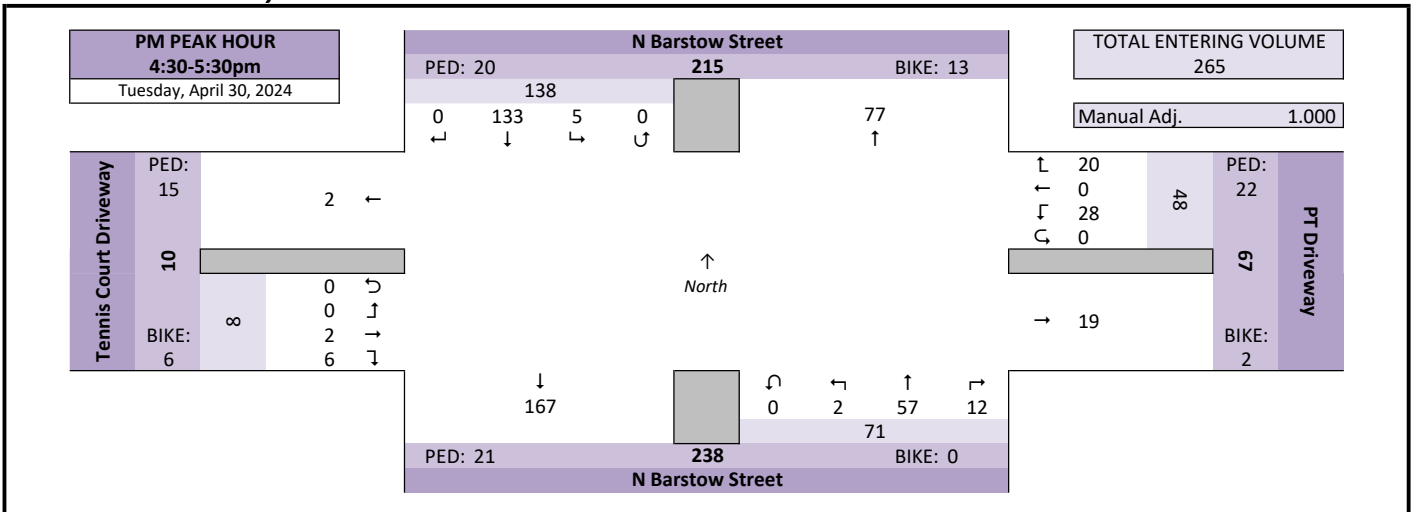 PM PEAK HOUR
4:30-5:30pm
Tuesday, April 30, 2024
N Barstow Street
PED: 20 215 BIKE: 13
138
0 133 5 0
↵ ↓ ↳ ↺
77
↑
TOTAL ENTERING VOLUME
265
Manual Adj. 1.000
Tennis Court Driveway
PED:
15
10
BIKE:
6
2 ←
8
0 ⮌
0 ↰
2 →
6 ↴
↑
North
↱ 20
← 0
↲ 28
⮎ 0
48
→ 19
PED:
22
67
BIKE:
2
PT Driveway
↓
167
↶ ↰ ↑ ↱
0 2 57 12
71
PED: 21 238 BIKE: 0
N Barstow Street